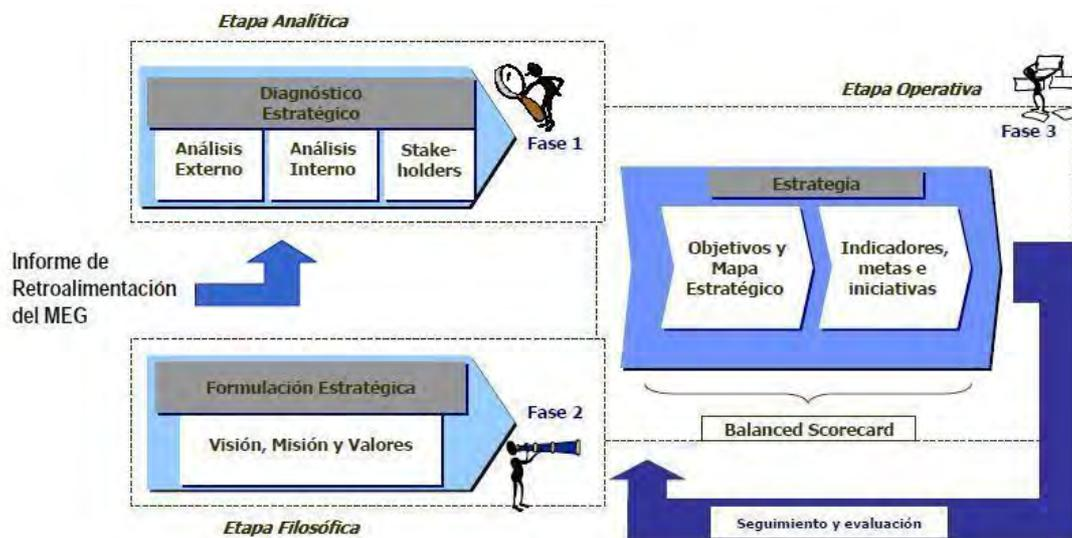 Etapa Analítica
Diagnóstico
Estratégico
Análisis
Externo
Análisis
Interno
Stake-
holders
Fase 1
Etapa Operativa
Fase 3
Estrategia
Objetivos y
Mapa
Estratégico
Indicadores,
metas e
iniciativas
Informe de
Retroalimentación
del MEG
Formulación Estratégica
Visión, Misión y Valores
Fase 2
Etapa Filosófica
Balanced Scorecard
Seguimiento y evaluación